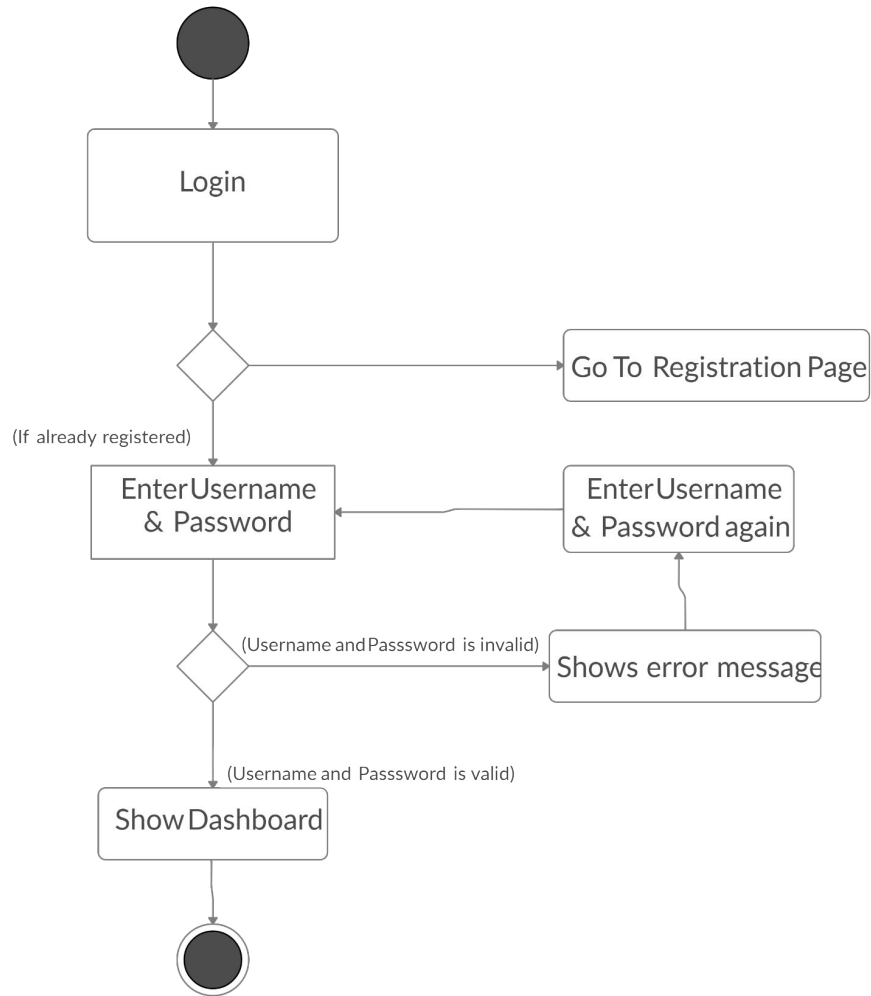 Login
Go To Registration Page
(If already registered)
Enter Username
& Password
Enter Username
& Password again
(Username and Passsword is invalid)
Shows error message
(Username and Passsword is valid)
Show Dashboard